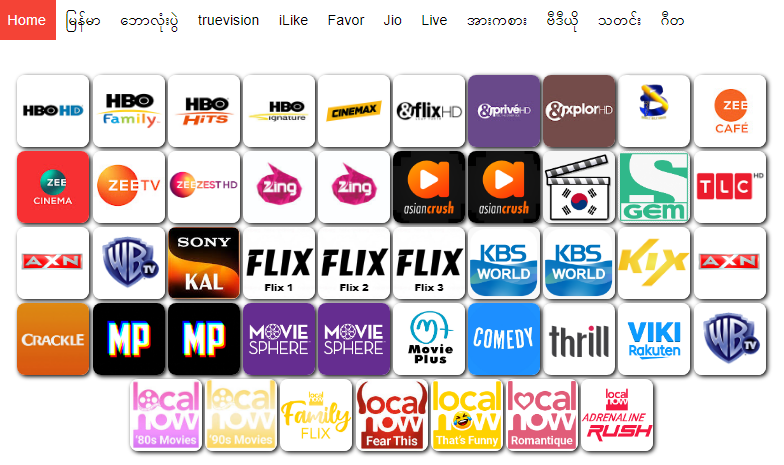 Home မြန်မာ ဘောလုံးပွဲ truevision iLike Favor Jio Live အားကစား ဗီဒီယို သတင်း ဂီတ
HBO HD
HBO Family
HBO HiTS
HBO Signature
CINEMAX
&flix HD
&privé HD
&xplor HD
B
ZEE CAFÉ
ZEE CINEMA
ZEE TV
ZEE ZEST HD
Zing
Zing
asiancrush
asiancrush
S GEM
TLC HD
AXN
WB TV
SONY KAL
FLIX Flix 1
FLIX Flix 2
FLIX Flix 3
KBS WORLD
KBS WORLD
KIX
AXN
CRACKLE
MP
MP
MOVIE SPHERE
MOVIE SPHERE
M+ Movie Plus
COMEDY
thrill
VIKI Rakuten
WB TV
local now '80s Movies
local now '90s Movies
local now Family FLIX
local now Fear This
local now That's Funny
local now Romantique
local now ADRENALINE RUSH